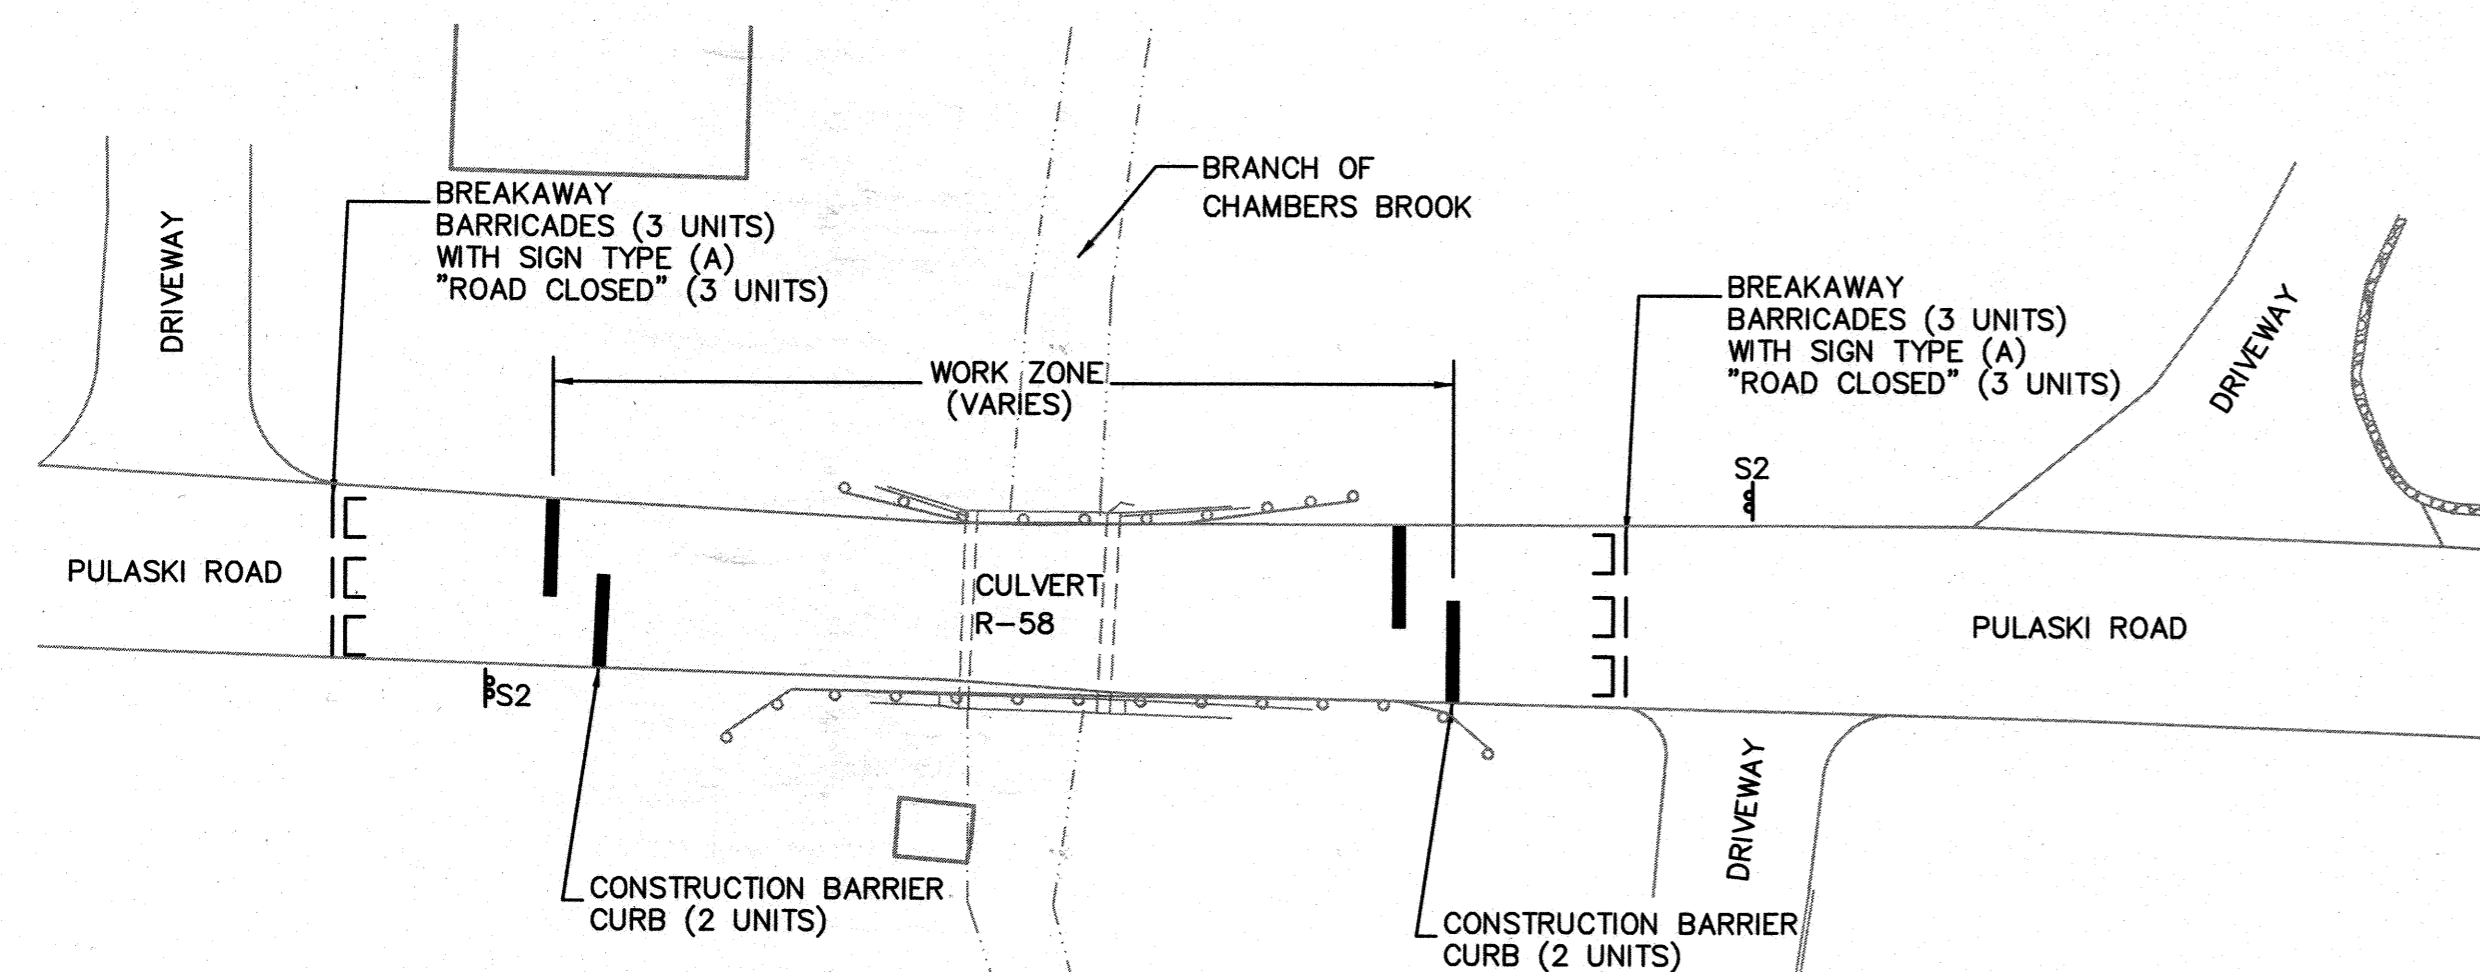 BRANCH OF
CHAMBERS BROOK
BREAKAWAY
BARRICADES (3 UNITS)
WITH SIGN TYPE (A)
"ROAD CLOSED" (3 UNITS)
DRIVEWAY
BREAKAWAY
BARRICADES (3 UNITS)
WITH SIGN TYPE (A)
"ROAD CLOSED" (3 UNITS)
DRIVEWAY
WORK ZONE
(VARIES)
S2
PULASKI ROAD
CULVERT
R-58
PULASKI ROAD
S2
DRIVEWAY
CONSTRUCTION BARRIER
CURB (2 UNITS)
CONSTRUCTION BARRIER
CURB (2 UNITS)